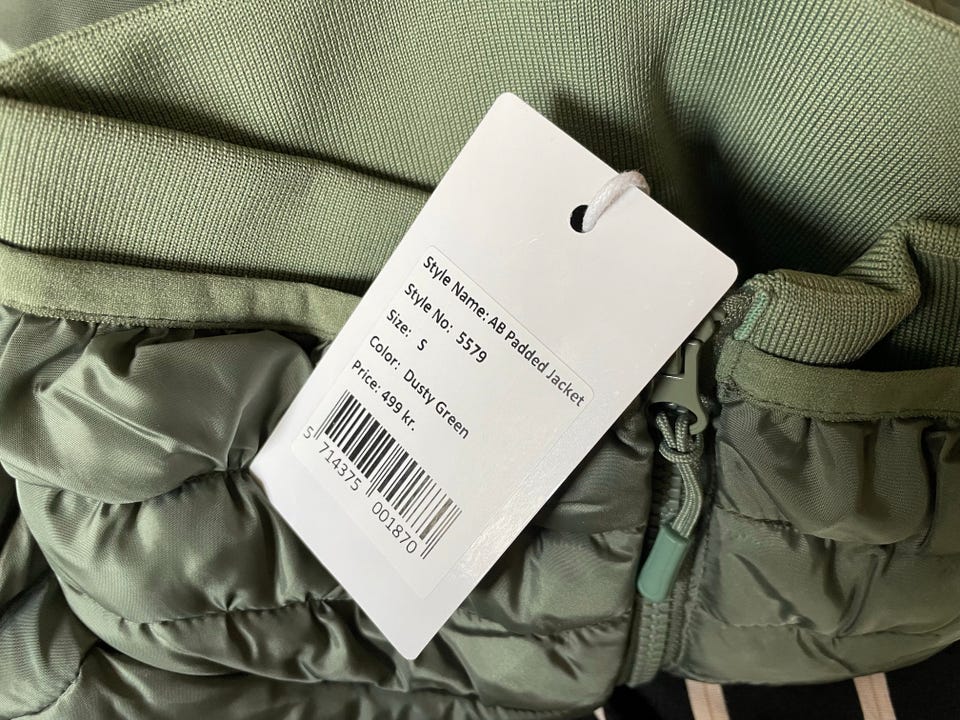 Style Name: AB Padded Jacket
Style No: 5579
Size: S
Color: Dusty Green
Price: 499 kr.
5 714375 001870